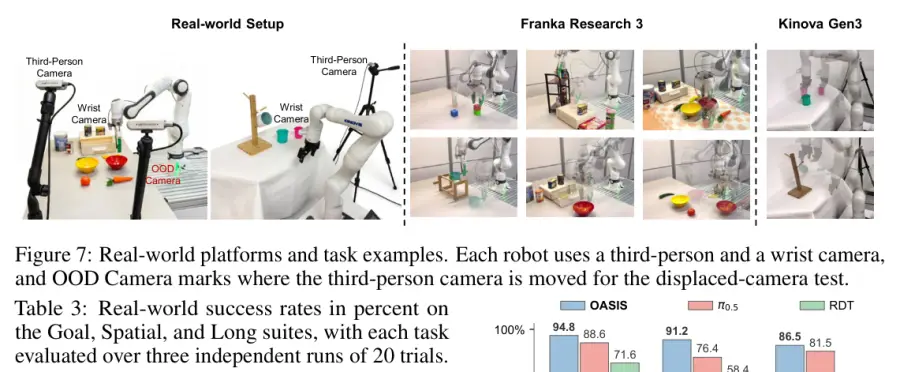 Real-world Setup
Franka Research 3
Kinova Gen3
Third-Person
Camera
Wrist
Camera
OOD
Camera
Third-Person
Camera
Wrist
Camera
Figure 7: Real-world platforms and task examples. Each robot uses a third-person and a wrist camera,
and OOD Camera marks where the third-person camera is moved for the displaced-camera test.
Table 3: Real-world success rates in percent on
the Goal, Spatial, and Long suites, with each task
evaluated over three independent runs of 20 trials.
OASIS
π0.5
RDT
100%
94.8
88.6
71.6
91.2
76.4
58.4
86.5
81.5